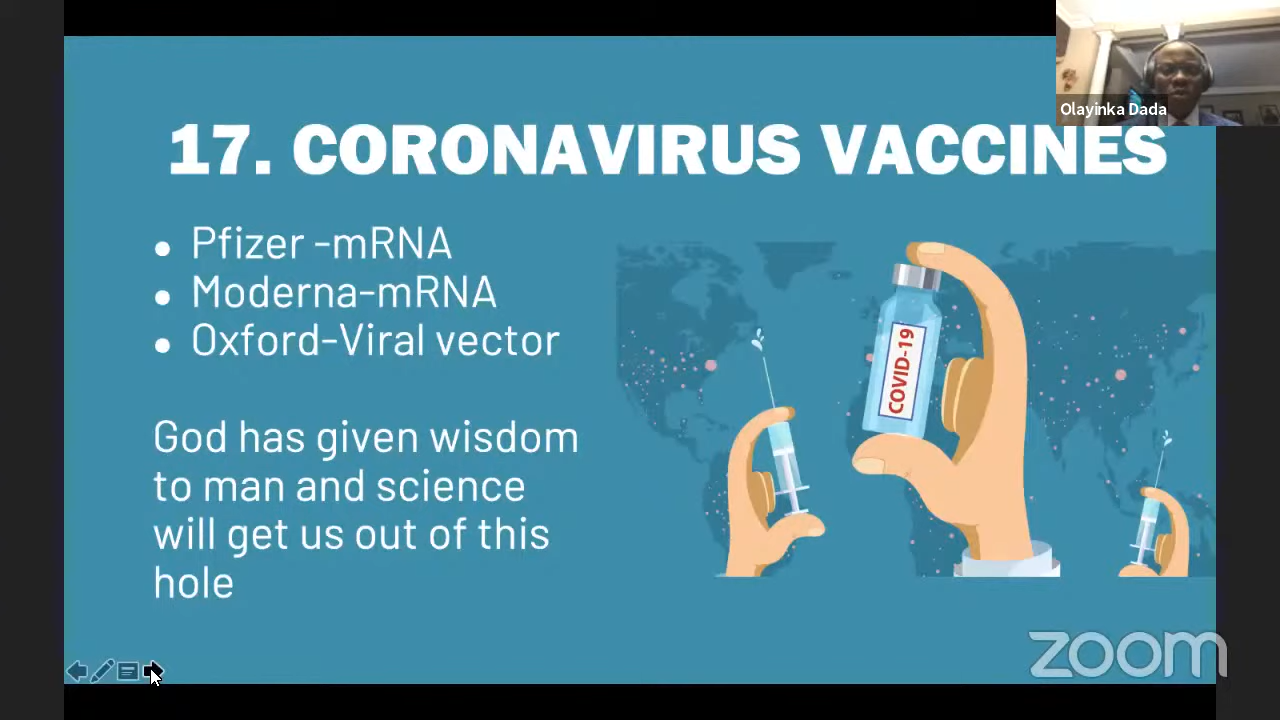 Olayinka Dada
17. CORONAVIRUS VACCINES
• Pfizer -mRNA
• Moderna-mRNA
• Oxford-Viral vector
COVID-19
God has given wisdom
to man and science
will get us out of this
hole
zoom